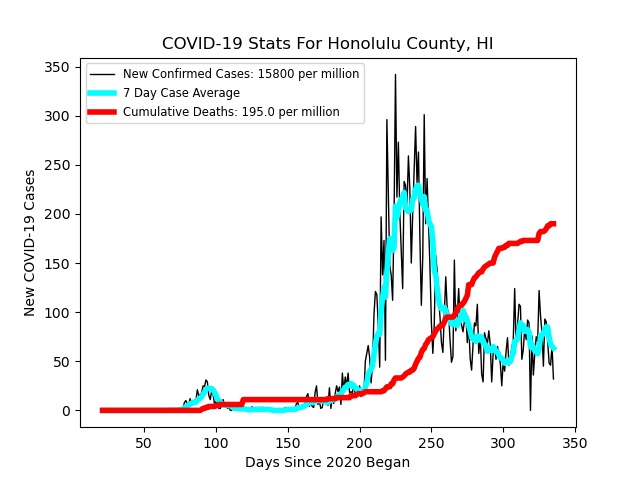 COVID-19 Stats For Honolulu County, HI
New Confirmed Cases: 15800 per million
7 Day Case Average
Cumulative Deaths: 195.0 per million
New COVID-19 Cases
350
300
250
200
150
100
50
0
50 100 150 200 250 300 350
Days Since 2020 Began